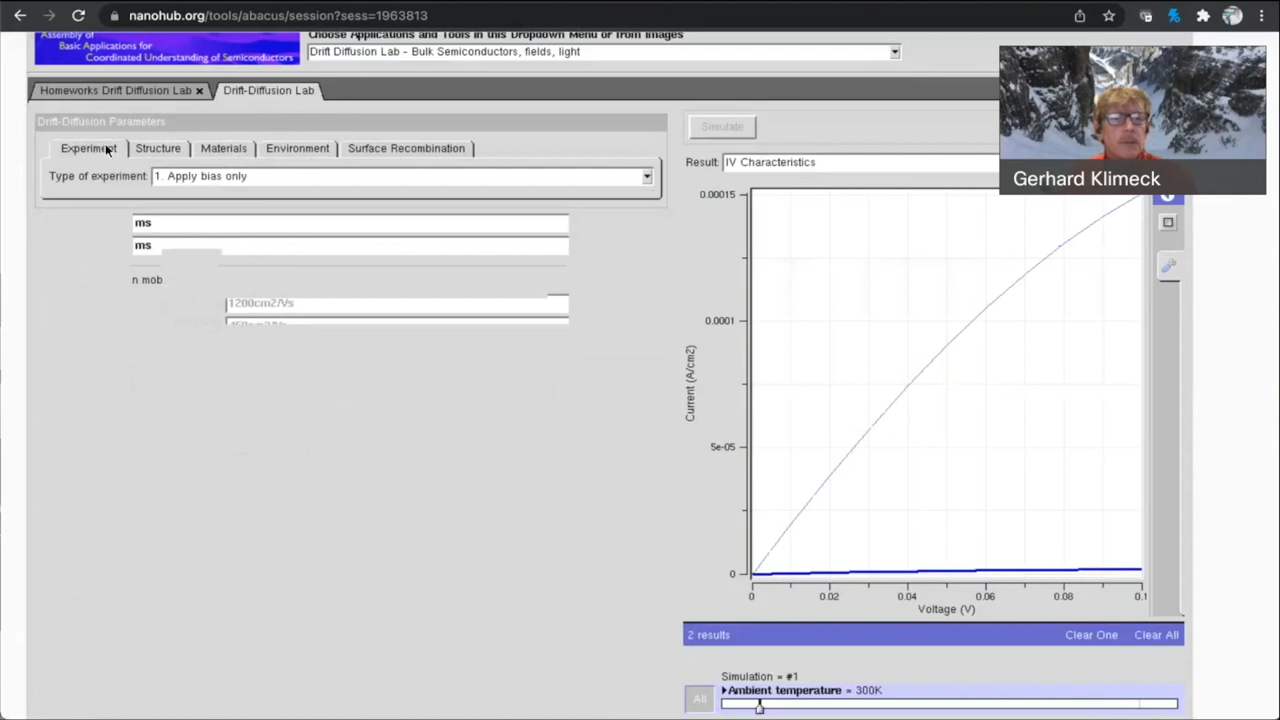 nanohub.org/tools/abacus/session?sess=1963813
Assembly of
Basic Applications for
Coordinated Understanding of Semiconductors
Choose Applications and Tools in this Dropdown Menu or from Images
Drift Diffusion Lab - Bulk Semiconductors, fields, light
Homeworks Drift Diffusion Lab ×
Drift-Diffusion Lab
Drift-Diffusion Parameters
Experiment
Structure
Materials
Environment
Surface Recombination
Type of experiment: 1. Apply bias only
ms
ms
n mob
1200cm2/Vs
Simulate
Result: IV Characteristics
Gerhard Klimeck
0.00015
0.0001
5e-05
0
Current (A/cm2)
0
0.02
0.04
0.06
0.08
0.1
Voltage (V)
2 results
Clear One
Clear All
Simulation = #1
All
Ambient temperature = 300K